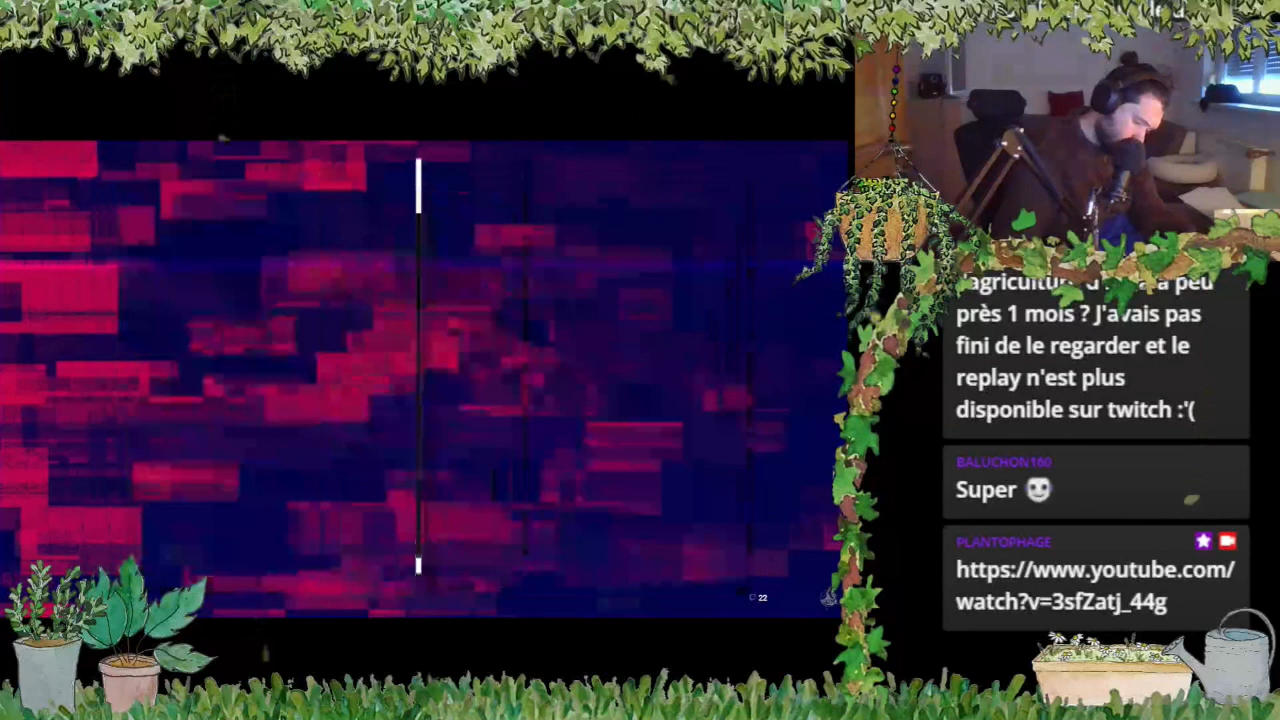 près 1 mois ? J'avais pas
fini de le regarder et le
replay n'est plus
disponible sur twitch :'(
BALUCHON160
Super
PLANTOPHAGE
https://www.youtube.com/
watch?v=3sfZatj_44g
22